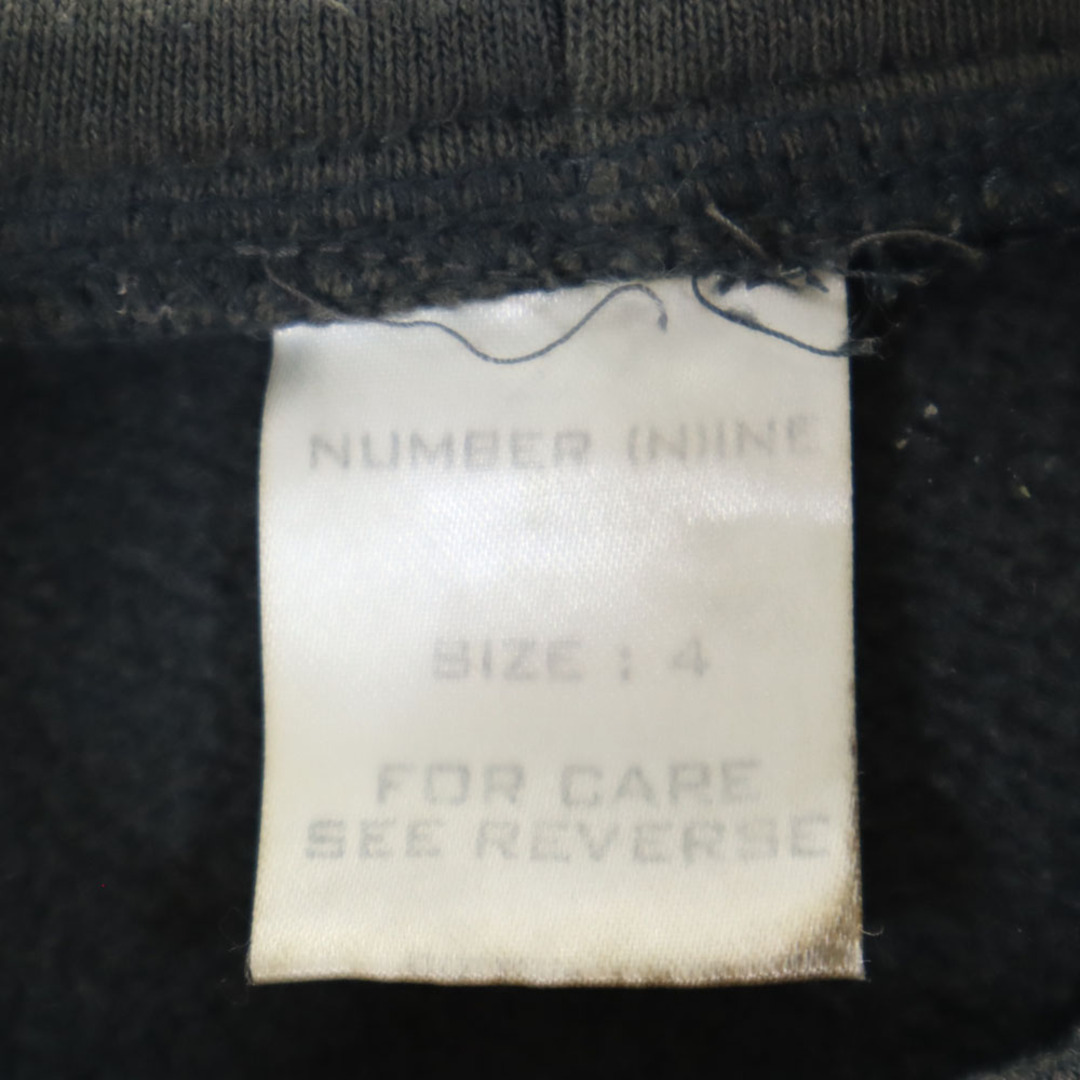 NUMBER (N)INE
SIZE : 4
FOR CARE
SEE REVERSE